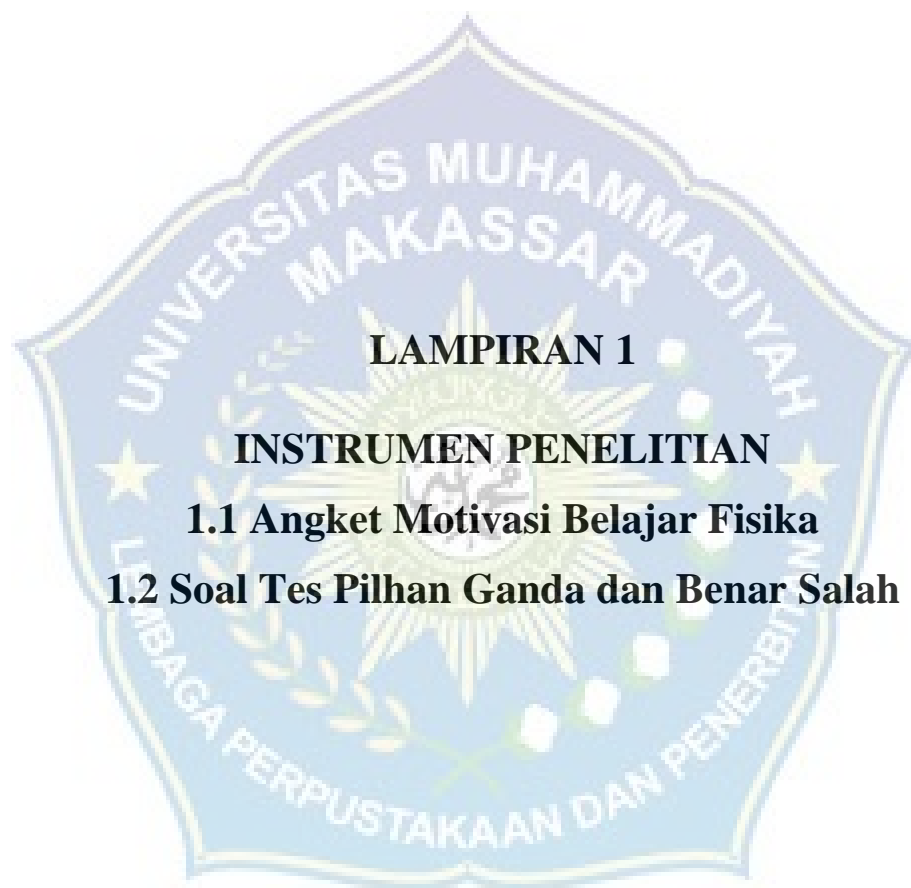 UNIVERSITAS MUHAMMADIYAH
MAKASSAR
LAMPIRAN 1
INSTRUMEN PENELITIAN
1.1 Angket Motivasi Belajar Fisika
1.2 Soal Tes Pilhan Ganda dan Benar Salah
LEMBAGA PERPUSTAKAAN DAN PENERBITAN